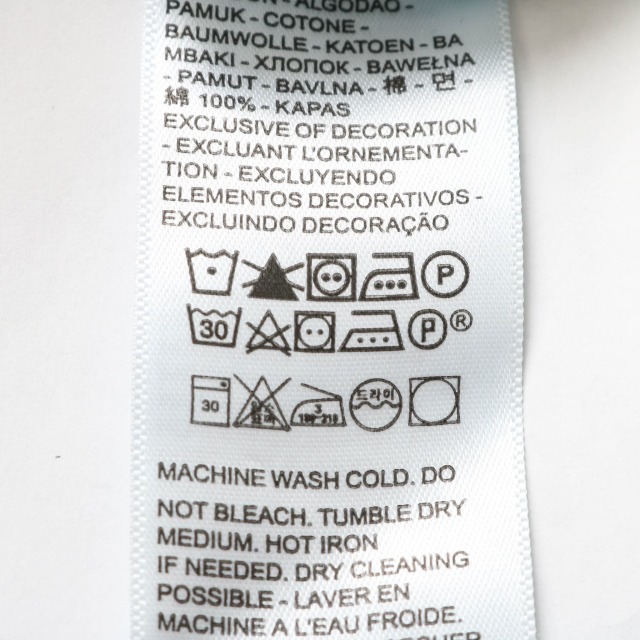 ALGODÃO -
PAMUK - COTONE -
BAUMWOLLE - KATOEN - BA
MBAKI - ХЛОПОК - BAWEŁNA
- PAMUT - BAVLNA - 棉 - 면 -
綿 100% - KAPAS
EXCLUSIVE OF DECORATION
- EXCLUANT L'ORNEMENTA-
TION - EXCLUYENDO
ELEMENTOS DECORATIVOS -
EXCLUINDO DECORAÇÃO
P
30 P ®
30 3 드라이
MACHINE WASH COLD. DO
NOT BLEACH. TUMBLE DRY
MEDIUM. HOT IRON
IF NEEDED. DRY CLEANING
POSSIBLE - LAVER EN
MACHINE A L'EAU FROIDE.